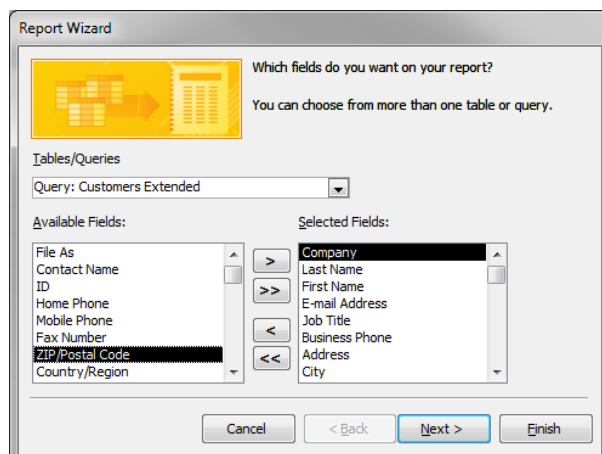 Report Wizard
Which fields do you want on your report?
You can choose from more than one table or query.
Tables/Queries
Query: Customers Extended
Available Fields:
Selected Fields:
File As
Contact Name
ID
Home Phone
Mobile Phone
Fax Number
ZIP/Postal Code
Country/Region
>
>>
<
<<
Company
Last Name
First Name
E-mail Address
Job Title
Business Phone
Address
City
Cancel
< Back
Next >
Finish